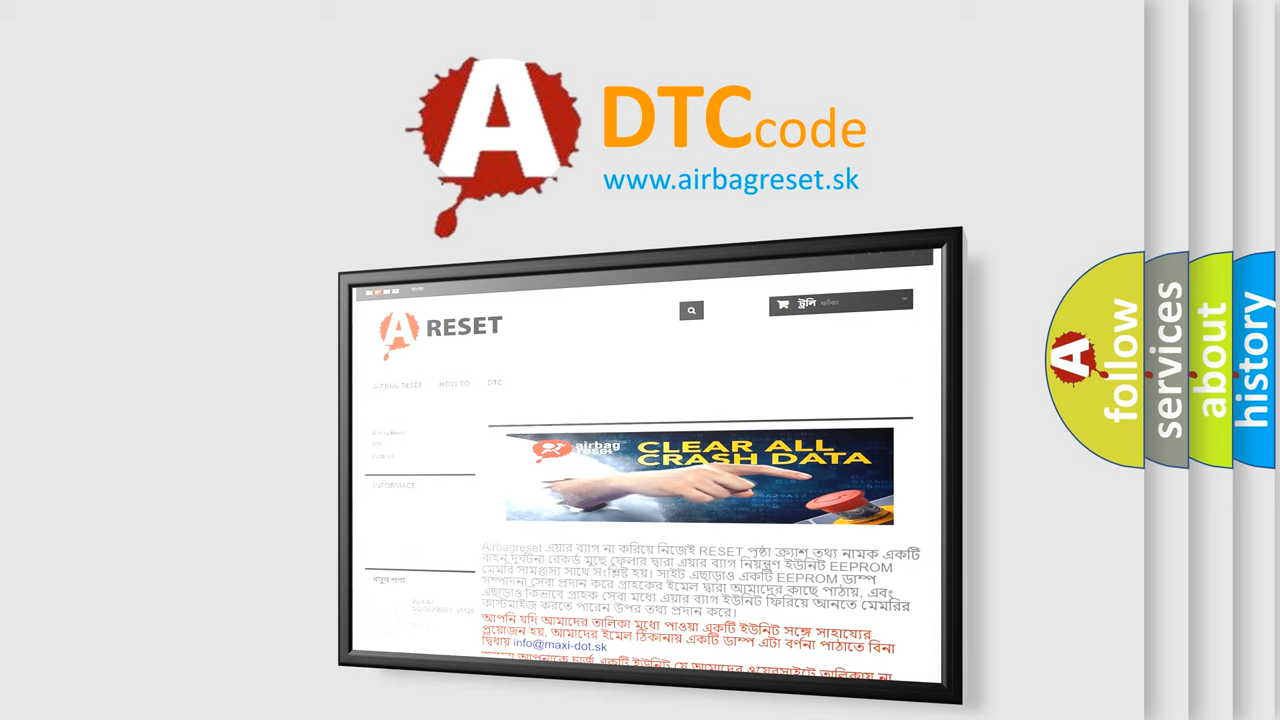 A DTCcode
www.airbagreset.sk
বাংলা
A RESET
ট্রলি ফাঁকা
AIRBAG RESET HOW TO DTC
INFORMACE
airbag
reset
CLEAR ALL
CRASH DATA
Airbagreset এয়ার ব্যাগ না করিয়ে নিজেই RESET পৃষ্ঠা ক্র্যাশ তথ্য নামক একটি
বাহন দুর্ঘটনা রেকর্ড মুছে ফেলার দ্বারা এয়ার ব্যাগ নিয়ন্ত্রণ ইউনিট EEPROM
মেমরি সামঞ্জস্য সাথে সংশ্লিষ্ট হয়। সাইট এছাড়াও একটি EEPROM ডাম্প
সম্পাদনা সেবা প্রদান করে গ্রাহকের ইমেল দ্বারা আমাদের কাছে পাঠায়, এবং
এছাড়াও কিভাবে গ্রাহক সেবা মধ্যে এয়ার ব্যাগ ইউনিট ফিরিয়ে আনতে মেমরির
কাস্টমাইজ করতে পারেন উপর তথ্য প্রদান করে।
আপনি যদি আমাদের তালিকা মধ্যে পাওয়া একটি ইউনিট সঙ্গে সাহায্যের
প্রয়োজন হয়, আমাদের ইমেল ঠিকানায় একটি ডাম্প এটা বর্ণনা পাঠাতে বিনা
দ্বিধায় info@maxi-dot.sk
নতুন পণ্য
A follow
services
about
history